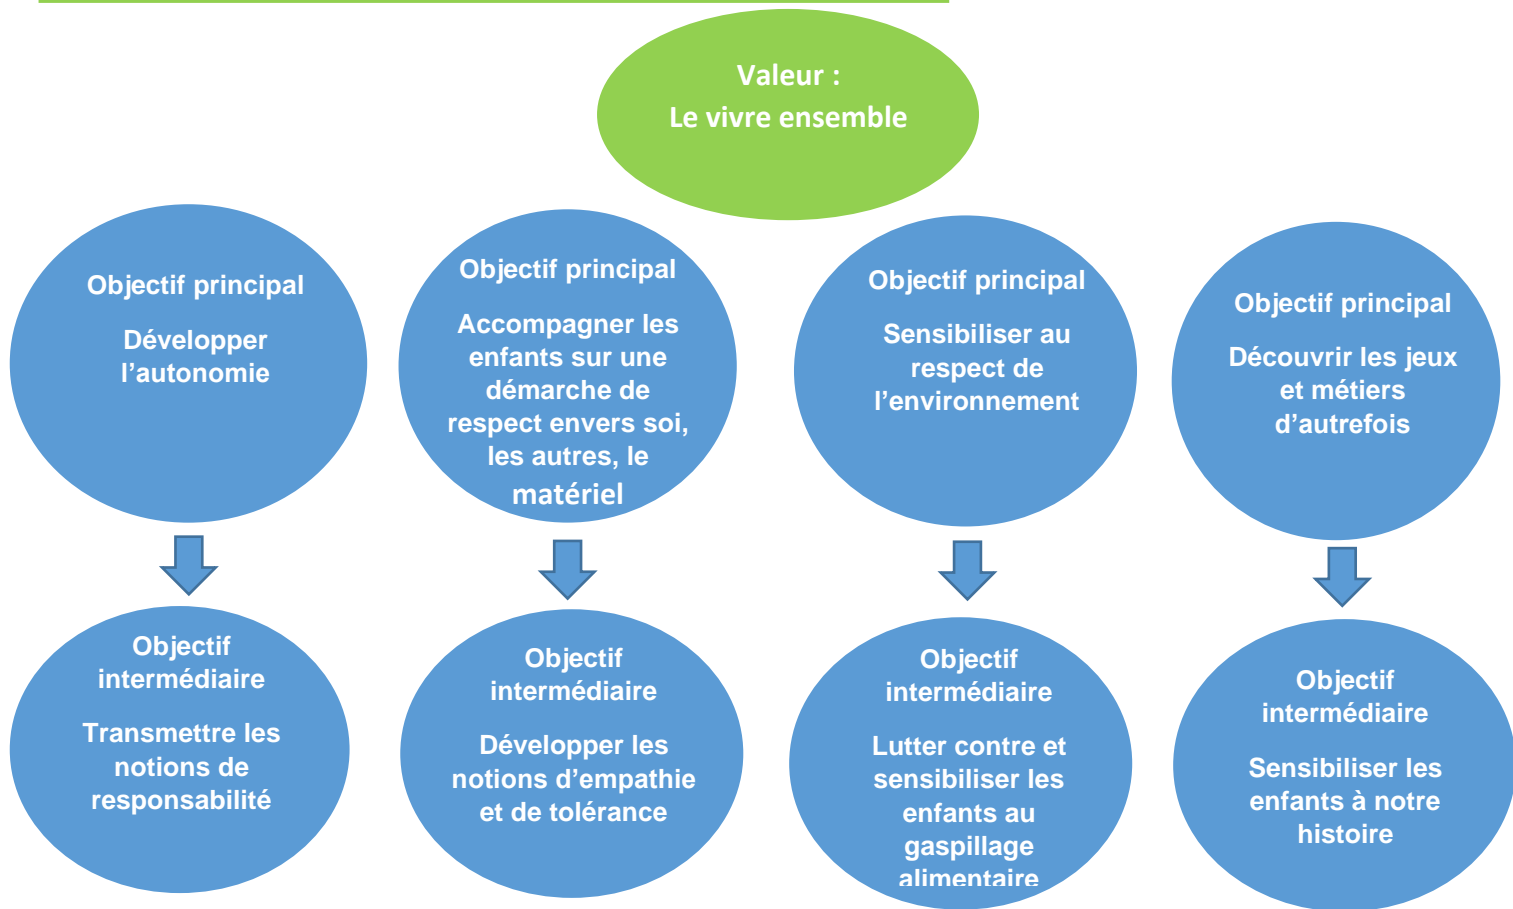 Valeur :
Le vivre ensemble
Objectif principal
Développer
l’autonomie
Objectif principal
Accompagner les
enfants sur une
démarche de
respect envers soi,
les autres, le
matériel
Objectif principal
Sensibiliser au
respect de
l’environnement
Objectif principal
Découvrir les jeux
et métiers
d’autrefois
Objectif
intermédiaire
Transmettre les
notions de
responsabilité
Objectif
intermédiaire
Développer les
notions d’empathie
et de tolérance
Objectif
intermédiaire
Lutter contre et
sensibiliser les
enfants au
gaspillage
alimentaire
Objectif
intermédiaire
Sensibiliser les
enfants à notre
histoire